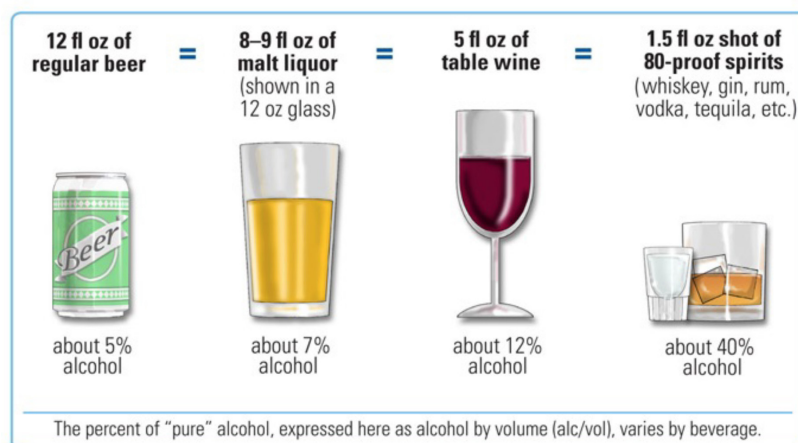 12 fl oz of
regular beer
=
8–9 fl oz of
malt liquor
(shown in a
12 oz glass)
=
5 fl oz of
table wine
=
1.5 fl oz shot of
80-proof spirits
(whiskey, gin, rum,
vodka, tequila, etc.)
Beer
about 5%
alcohol
about 7%
alcohol
about 12%
alcohol
about 40%
alcohol
The percent of “pure” alcohol, expressed here as alcohol by volume (alc/vol), varies by beverage.